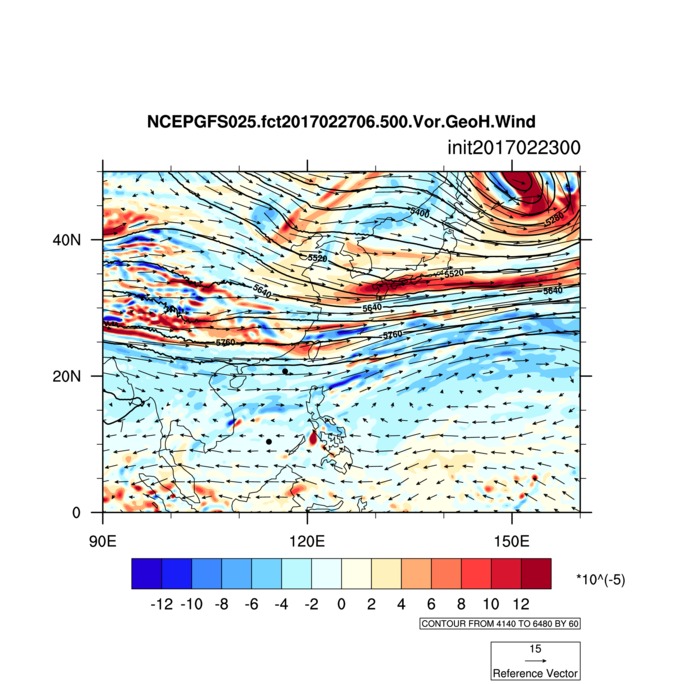 NCEPGFS025.fct2017022706.500.Vor.GeoH.Wind
init2017022300
5400
5280
40N
5520
5520
5640
5640
5640
5760
5760
20N
0
90E 120E 150E
*10^(-5)
-12 -10 -8 -6 -4 -2 0 2 4 6 8 10 12
CONTOUR FROM 4140 TO 6480 BY 60
15
Reference Vector